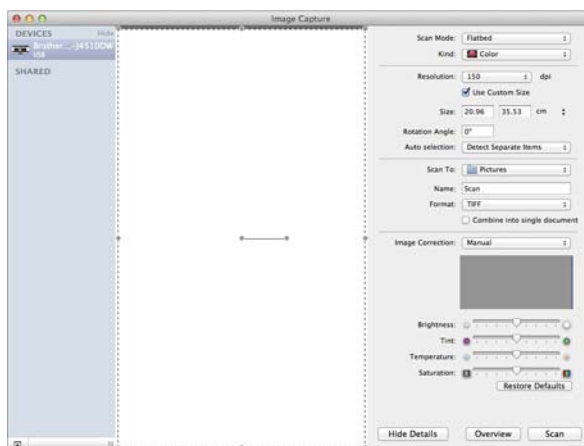 Image Capture
DEVICES Hide
Brother ...-J4510DW
USB
SHARED
Scan Mode: Flatbed
Kind: Color
Resolution: 150 dpi
Use Custom Size
Size: 20.96 35.53 cm
Rotation Angle: 0°
Auto selection: Detect Separate Items
Scan To: Pictures
Name: Scan
Format: TIFF
Combine into single document
Image Correction: Manual
Brightness:
Tint:
Temperature:
Saturation:
Restore Defaults
Hide Details Overview Scan